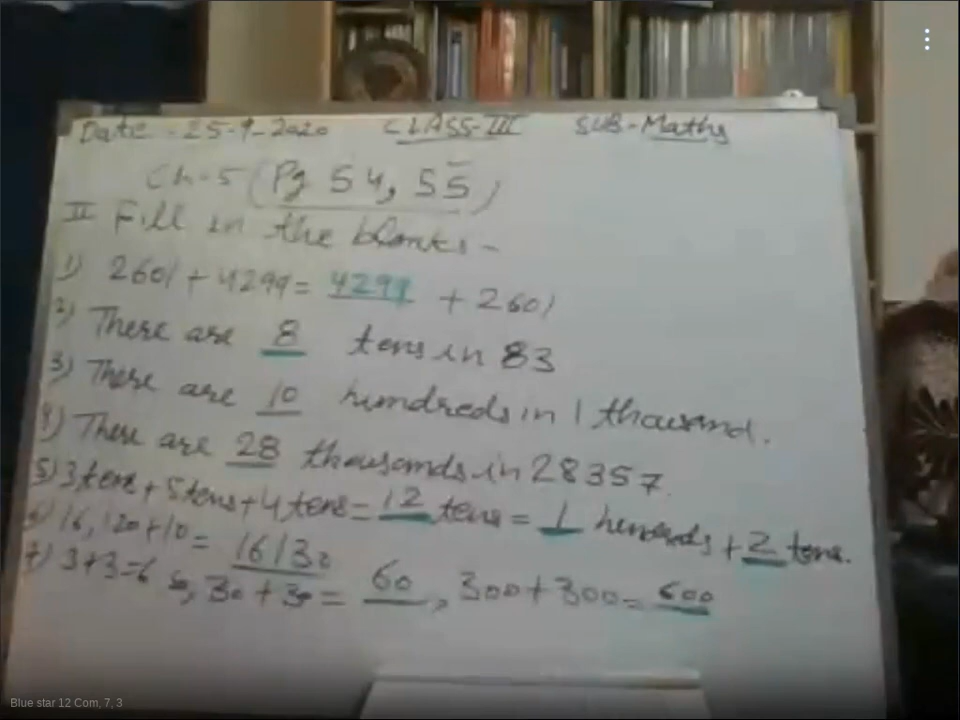 Date - 25-9-2020 CLASS-III SUB-Maths
Ch-5 (Pg 54, 55)
II Fill in the blanks -
1) 2601 + 4299 = 4299 + 2601
2) There are 8 tens in 83
3) There are 10 hundreds in 1 thousand.
4) There are 28 thousands in 28357.
5) 3 tens + 5 tens + 4 tens = 12 tens = 1 hundreds + 2 tens.
6) 16,120 + 10 = 16130
7) 3+3=6 so, 30 + 30 = 60, 300 + 300 = 600
Blue star 12 Com, 7, 3